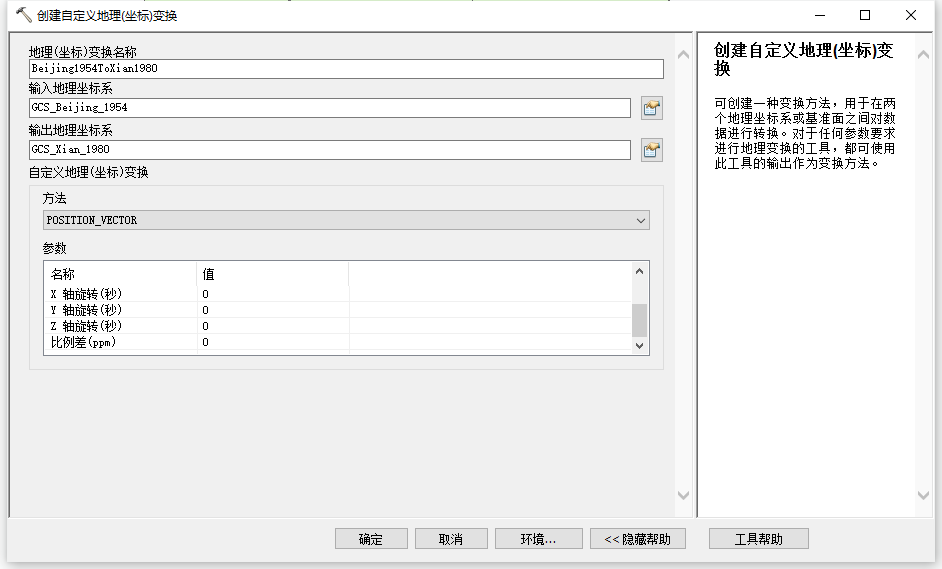 创建自定义地理(坐标)变换
地理(坐标)变换名称
Beijing1954ToXian1980
输入地理坐标系
GCS_Beijing_1954
输出地理坐标系
GCS_Xian_1980
自定义地理(坐标)变换
方法
POSITION_VECTOR
参数
名称 值
X 轴旋转(秒) 0
Y 轴旋转(秒) 0
Z 轴旋转(秒) 0
比例差(ppm) 0
确定 取消 环境... << 隐藏帮助 工具帮助
创建自定义地理(坐标)变
换
可创建一种变换方法，用于在两
个地理坐标系或基准面之间对数
据进行转换。对于任何参数要求
进行地理变换的工具，都可使用
此工具的输出作为变换方法。